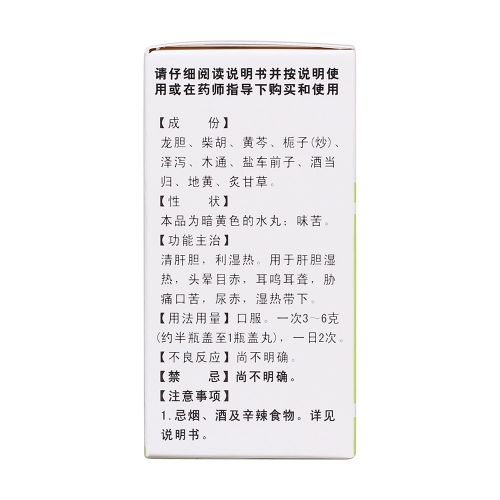 请仔细阅读说明书并按说明使
用或在药师指导下购买和使用
【成　　份】
龙胆、柴胡、黄芩、栀子(炒)、
泽泻、木通、盐车前子、酒当
归、地黄、炙甘草。
【性　　状】
本品为暗黄色的水丸；味苦。
【功能主治】
清肝胆，利湿热。用于肝胆湿
热，头晕目赤，耳鸣耳聋，胁
痛口苦，尿赤，湿热带下。
【用法用量】口服。一次3～6克
(约半瓶盖至1瓶盖丸)，一日2次。
【不良反应】尚不明确。
【禁　　忌】尚不明确。
【注意事项】
1.忌烟、酒及辛辣食物。详见
说明书。